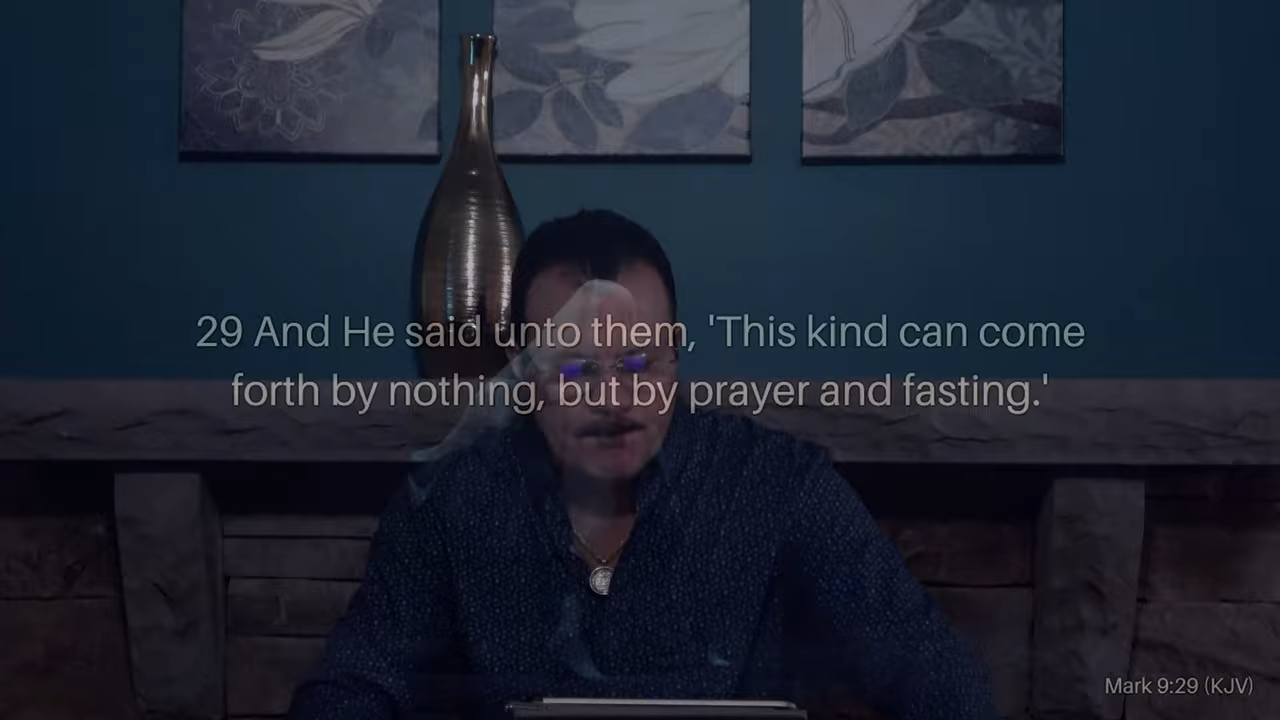 29 And He said unto them, 'This kind can come
forth by nothing, but by prayer and fasting.'
Mark 9:29 (KJV)